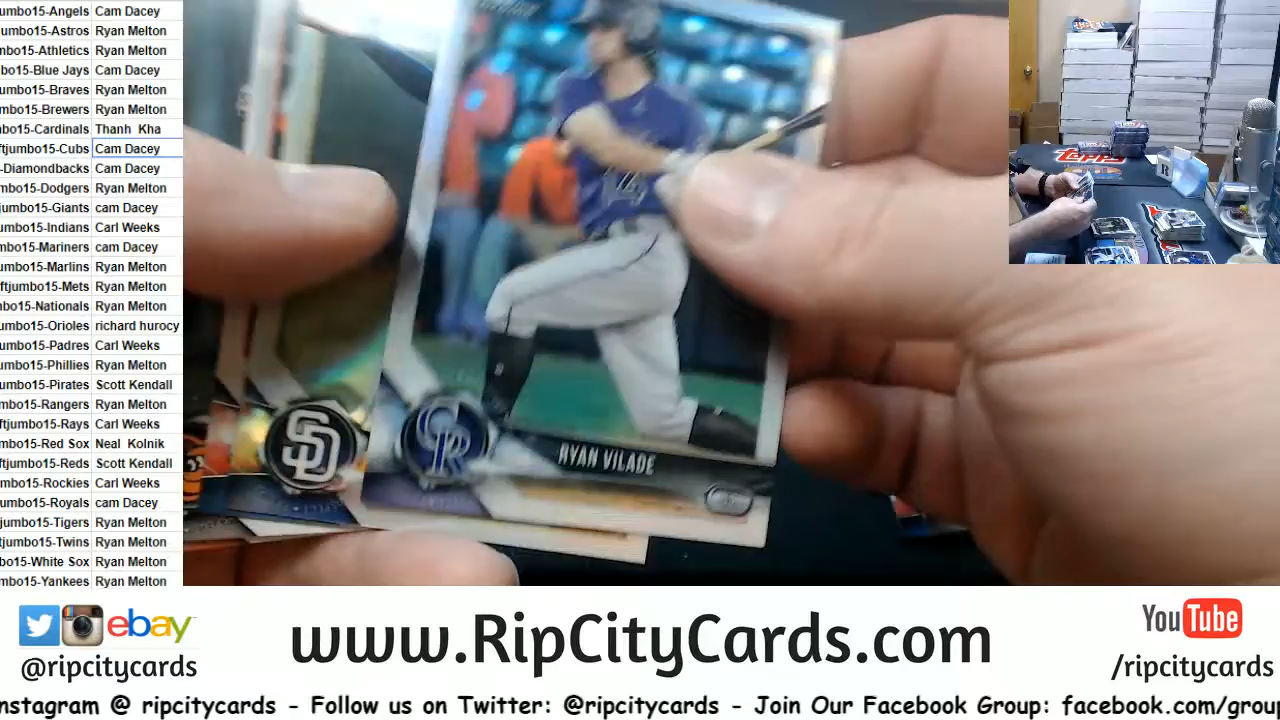 umbo15-Angels Cam Dacey
umbo15-Astros Ryan Melton
mbo15-Athletics Ryan Melton
bo15-Blue Jays Cam Dacey
umbo15-Braves Ryan Melton
umbo15-Brewers Ryan Melton
nbo15-Cardinals Thanh Kha
ftjumbo15-Cubs Cam Dacey
-Diamondbacks Cam Dacey
mbo15-Dodgers Ryan Melton
jumbo15-Giants cam Dacey
umbo15-Indians Carl Weeks
mbo15-Mariners cam Dacey
umbo15-Marlins Ryan Melton
ftjumbo15-Mets Ryan Melton
nbo15-Nationals Ryan Melton
umbo15-Orioles richard hurocy
umbo15-Padres Carl Weeks
umbo15-Phillies Ryan Melton
umbo15-Pirates Scott Kendall
mbo15-Rangers Ryan Melton
ftjumbo15-Rays Carl Weeks
mbo15-Red Sox Neal Kolnik
ftjumbo15-Reds Scott Kendall
mbo15-Rockies Carl Weeks
umbo15-Royals cam Dacey
jumbo15-Tigers Ryan Melton
tjumbo15-Twins Ryan Melton
bo15-White Sox Ryan Melton
mbo15-Yankees Ryan Melton
SD
CR
RYAN VILADE
Topps
R
ebay
@ripcitycards
www.RipCityCards.com
YouTube
/ripcitycards
nstagram @ ripcitycards - Follow us on Twitter: @ripcitycards - Join Our Facebook Group: facebook.com/group